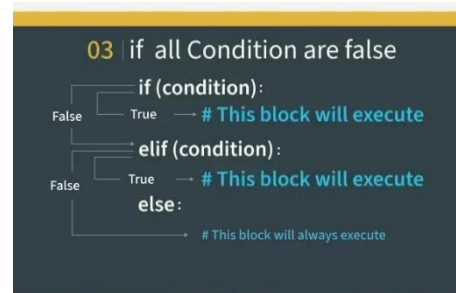 03 if all Condition are false
if (condition):
False True # This block will execute
elif (condition):
False True # This block will execute
else:
# This block will always execute